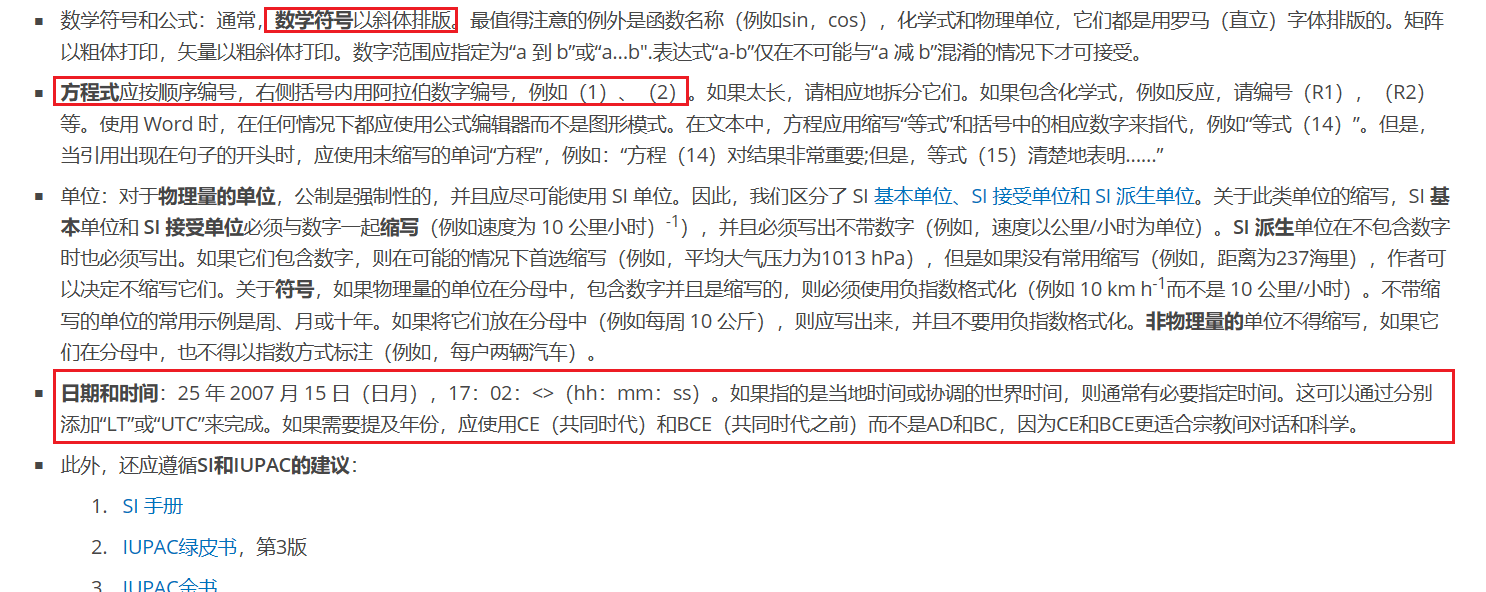 ▪ 数学符号和公式：通常，数学符号以斜体排版。最值得注意的例外是函数名称（例如sin，cos），化学式和物理单位，它们都是用罗马（直立）字体排版的。矩阵
以粗体打印，矢量以粗斜体打印。数字范围应指定为“a 到 b”或“a...b".表达式“a-b”仅在不可能与“a 减 b”混淆的情况下才可接受。
▪ 方程式应按顺序编号，右侧括号内用阿拉伯数字编号，例如（1）、（2）。如果太长，请相应地拆分它们。如果包含化学式，例如反应，请编号（R1），（R2）
等。使用 Word 时，在任何情况下都应使用公式编辑器而不是图形模式。在文本中，方程应用缩写“等式”和括号中的相应数字来指代，例如“等式（14）”。但是，
当引用出现在句子的开头时，应使用未缩写的单词“方程”，例如：“方程（14）对结果非常重要;但是，等式（15）清楚地表明......”
▪ 单位：对于物理量的单位，公制是强制性的，并且应尽可能使用 SI 单位。因此，我们区分了 SI 基本单位、SI 接受单位和 SI 派生单位。关于此类单位的缩写，SI 基
本单位和 SI 接受单位必须与数字一起缩写（例如速度为 10 公里小时）-1），并且必须写出不带数字（例如，速度以公里/小时为单位）。SI 派生单位在不包含数字
时也必须写出。如果它们包含数字，则在可能的情况下首选缩写（例如，平均大气压力为1013 hPa），但是如果没有常用缩写（例如，距离为237海里），作者可
以决定不缩写它们。关于符号，如果物理量的单位在分母中，包含数字并且是缩写的，则必须使用负指数格式化（例如 10 km h-1而不是 10 公里/小时）。不带缩
写的单位的常用示例是周、月或十年。如果将它们放在分母中（例如每周 10 公斤），则应写出来，并且不要用负指数格式化。非物理量的单位不得缩写，如果它
们在分母中，也不得以指数方式标注（例如，每户两辆汽车）。
▪ 日期和时间：25 年 2007 月 15 日（日月），17：02：<>（hh：mm：ss）。如果指的是当地时间或协调的世界时间，则通常有必要指定时间。这可以通过分别
添加“LT”或“UTC”来完成。如果需要提及年份，应使用CE（共同时代）和BCE（共同时代之前）而不是AD和BC，因为CE和BCE更适合宗教间对话和科学。
▪ 此外，还应遵循SI和IUPAC的建议：
1. SI 手册
2. IUPAC绿皮书，第3版
3. IUPAC金书